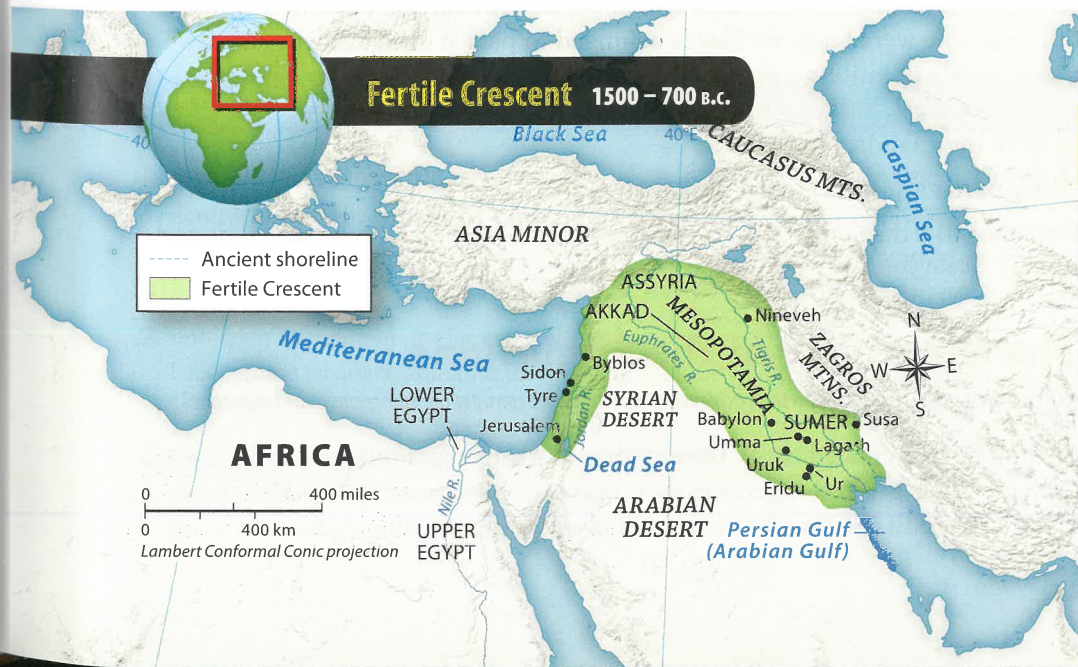 Fertile Crescent 1500 – 700 B.C.
Black Sea
40°E
40
CAUCASUS MTS.
Caspian Sea
ASIA MINOR
Ancient shoreline
Fertile Crescent
ASSYRIA
AKKAD
MESOPOTAMIA
Nineveh
Euphrates R.
Tigris R.
ZAGROS
MTNS.
N
W
E
S
Mediterranean Sea
Byblos
Sidon
Tyre
Jerusalem
Jordan R.
SYRIAN
DESERT
LOWER
EGYPT
Babylon
SUMER
Susa
Umma
Lagash
Uruk
Ur
Eridu
Dead Sea
AFRICA
Nile R.
0
400 miles
0
400 km
Lambert Conformal Conic projection
UPPER
EGYPT
ARABIAN
DESERT
Persian Gulf
(Arabian Gulf)